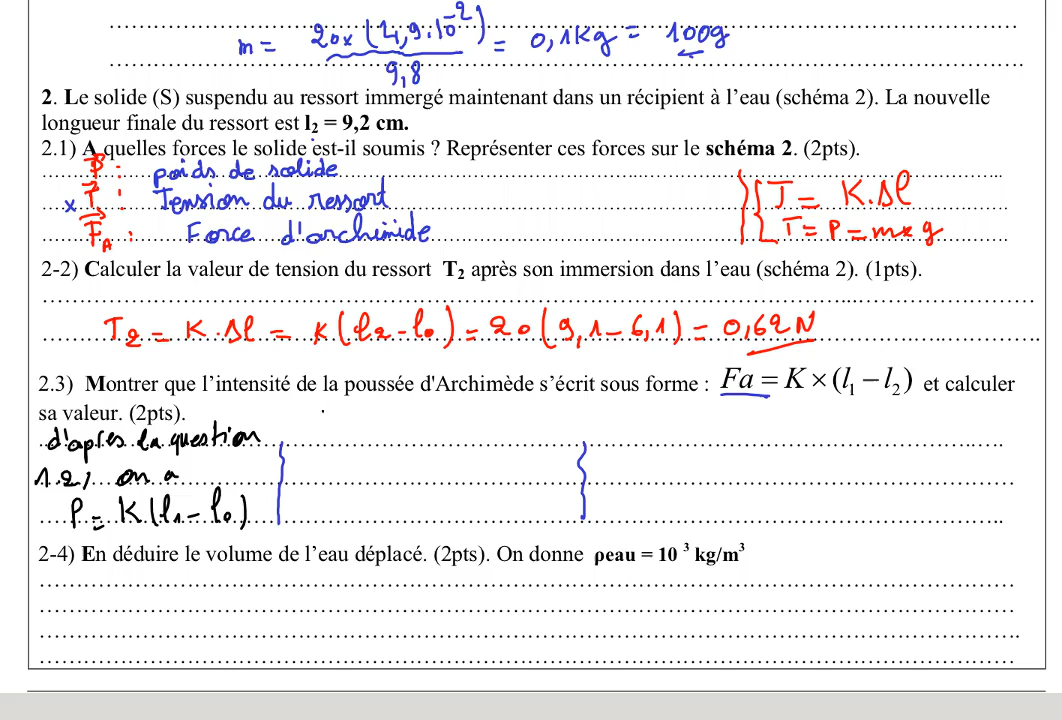 m = 20x(4,9.10^-2) / 9,8 = 0,1Kg = 100g
2. Le solide (S) suspendu au ressort immergé maintenant dans un récipient à l’eau (schéma 2). La nouvelle
longueur finale du ressort est l₂ = 9,2 cm.
2.1) A quelles forces le solide est-il soumis ? Représenter ces forces sur le schéma 2. (2pts).
P : poids de solide
x T : Tension du ressort
T = K.Δl
F_A : Force d'archimide
T = P = m x g
2-2) Calculer la valeur de tension du ressort T₂ après son immersion dans l’eau (schéma 2). (1pts).
T₂ = K.Δl = K(l₂-l₀) = 20(9,1-6,1) = 0,62N
2.3) Montrer que l’intensité de la poussée d'Archimède s’écrit sous forme : Fa = K×(l₁-l₂) et calculer
sa valeur. (2pts).
d'après la question
1.2, on a
P = K(l₁-l₀)
2-4) En déduire le volume de l’eau déplacé. (2pts). On donne ρeau = 10 ³ kg/m³